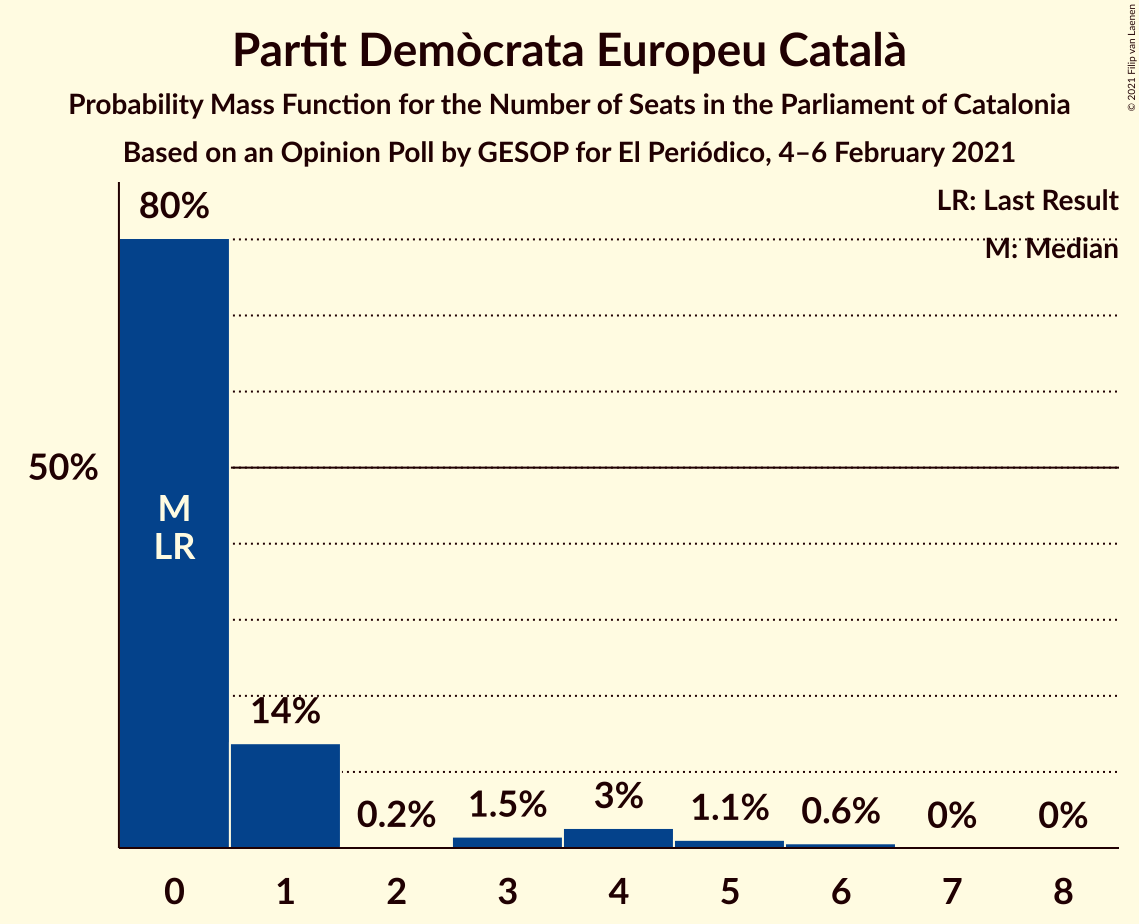 Partit Demòcrata Europeu Català
Probability Mass Function for the Number of Seats in the Parliament of Catalonia
Based on an Opinion Poll by GESOP for El Periódico, 4–6 February 2021
© 2021 Filip van Laenen
LR: Last Result
M: Median
80%
50%
M
LR
14%
0.2%
1.5%
3%
1.1%
0.6%
0%
0%
0 1 2 3 4 5 6 7 8